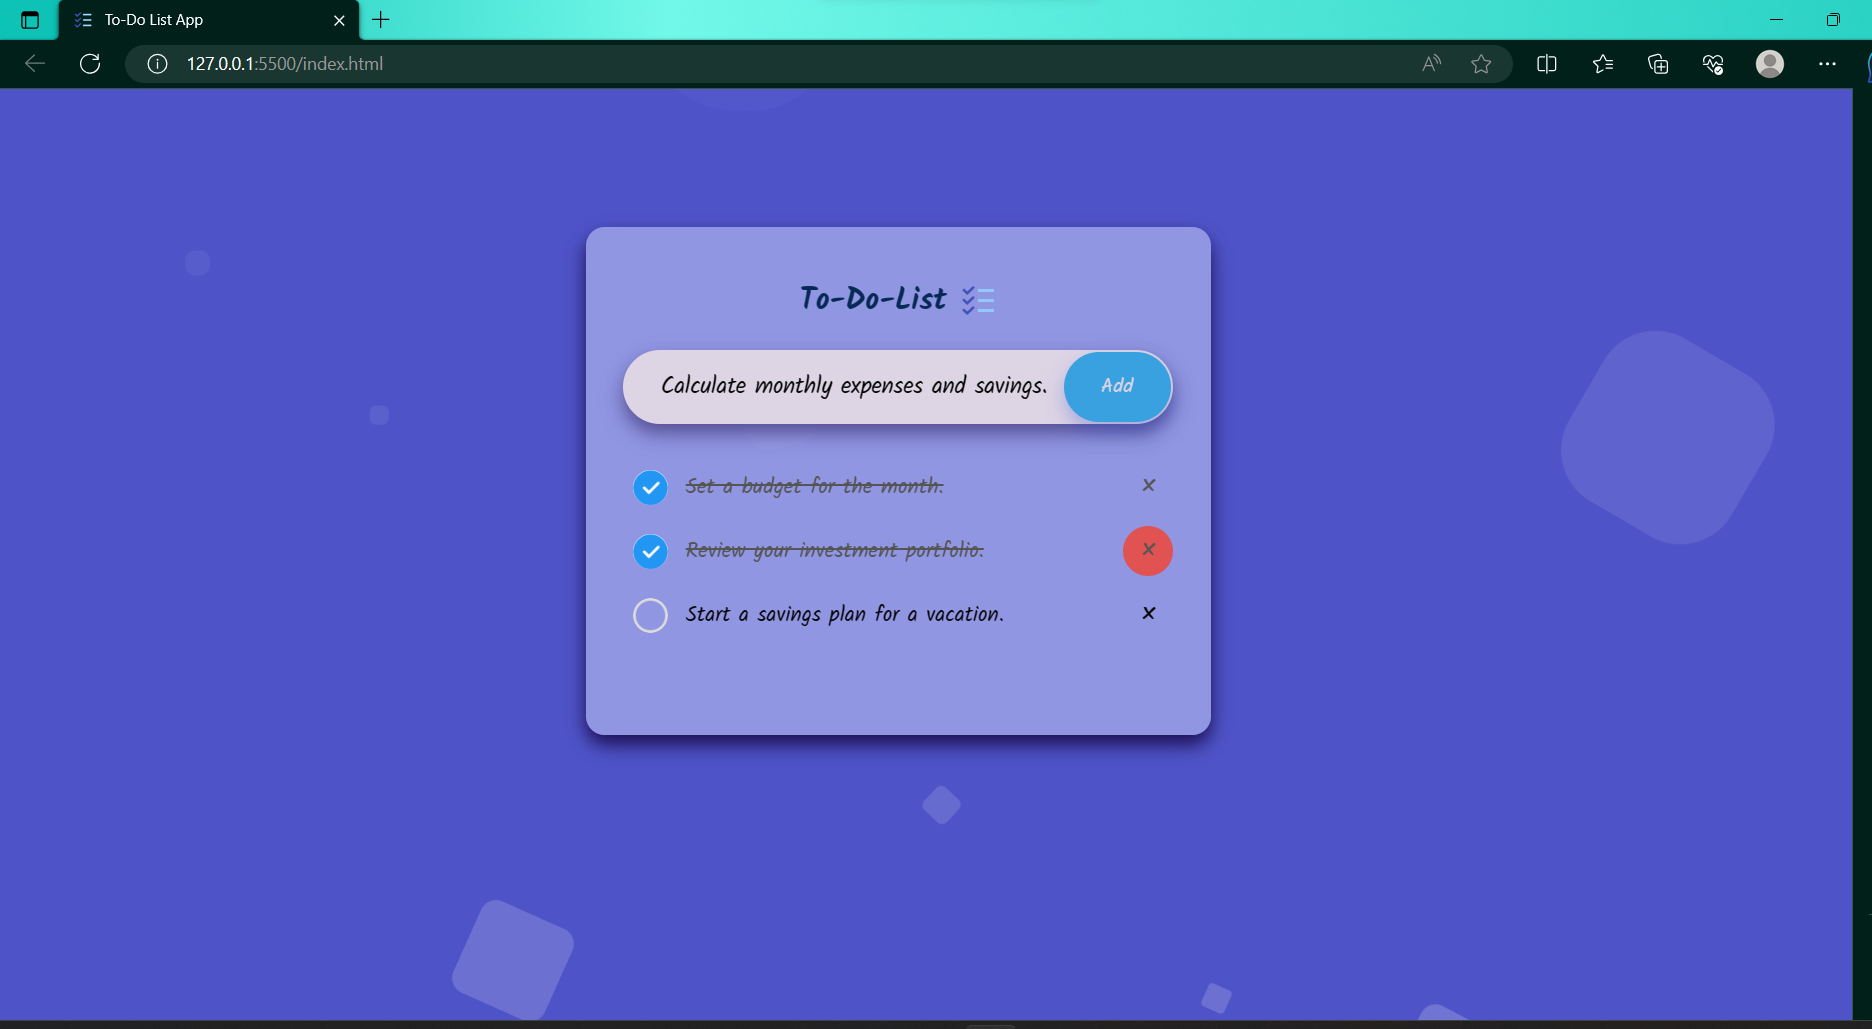 To-Do List App
127.0.0.1:5500/index.html
To-Do-List
Calculate monthly expenses and savings.
Add
Set a budget for the month.
Review your investment portfolio.
Start a savings plan for a vacation.